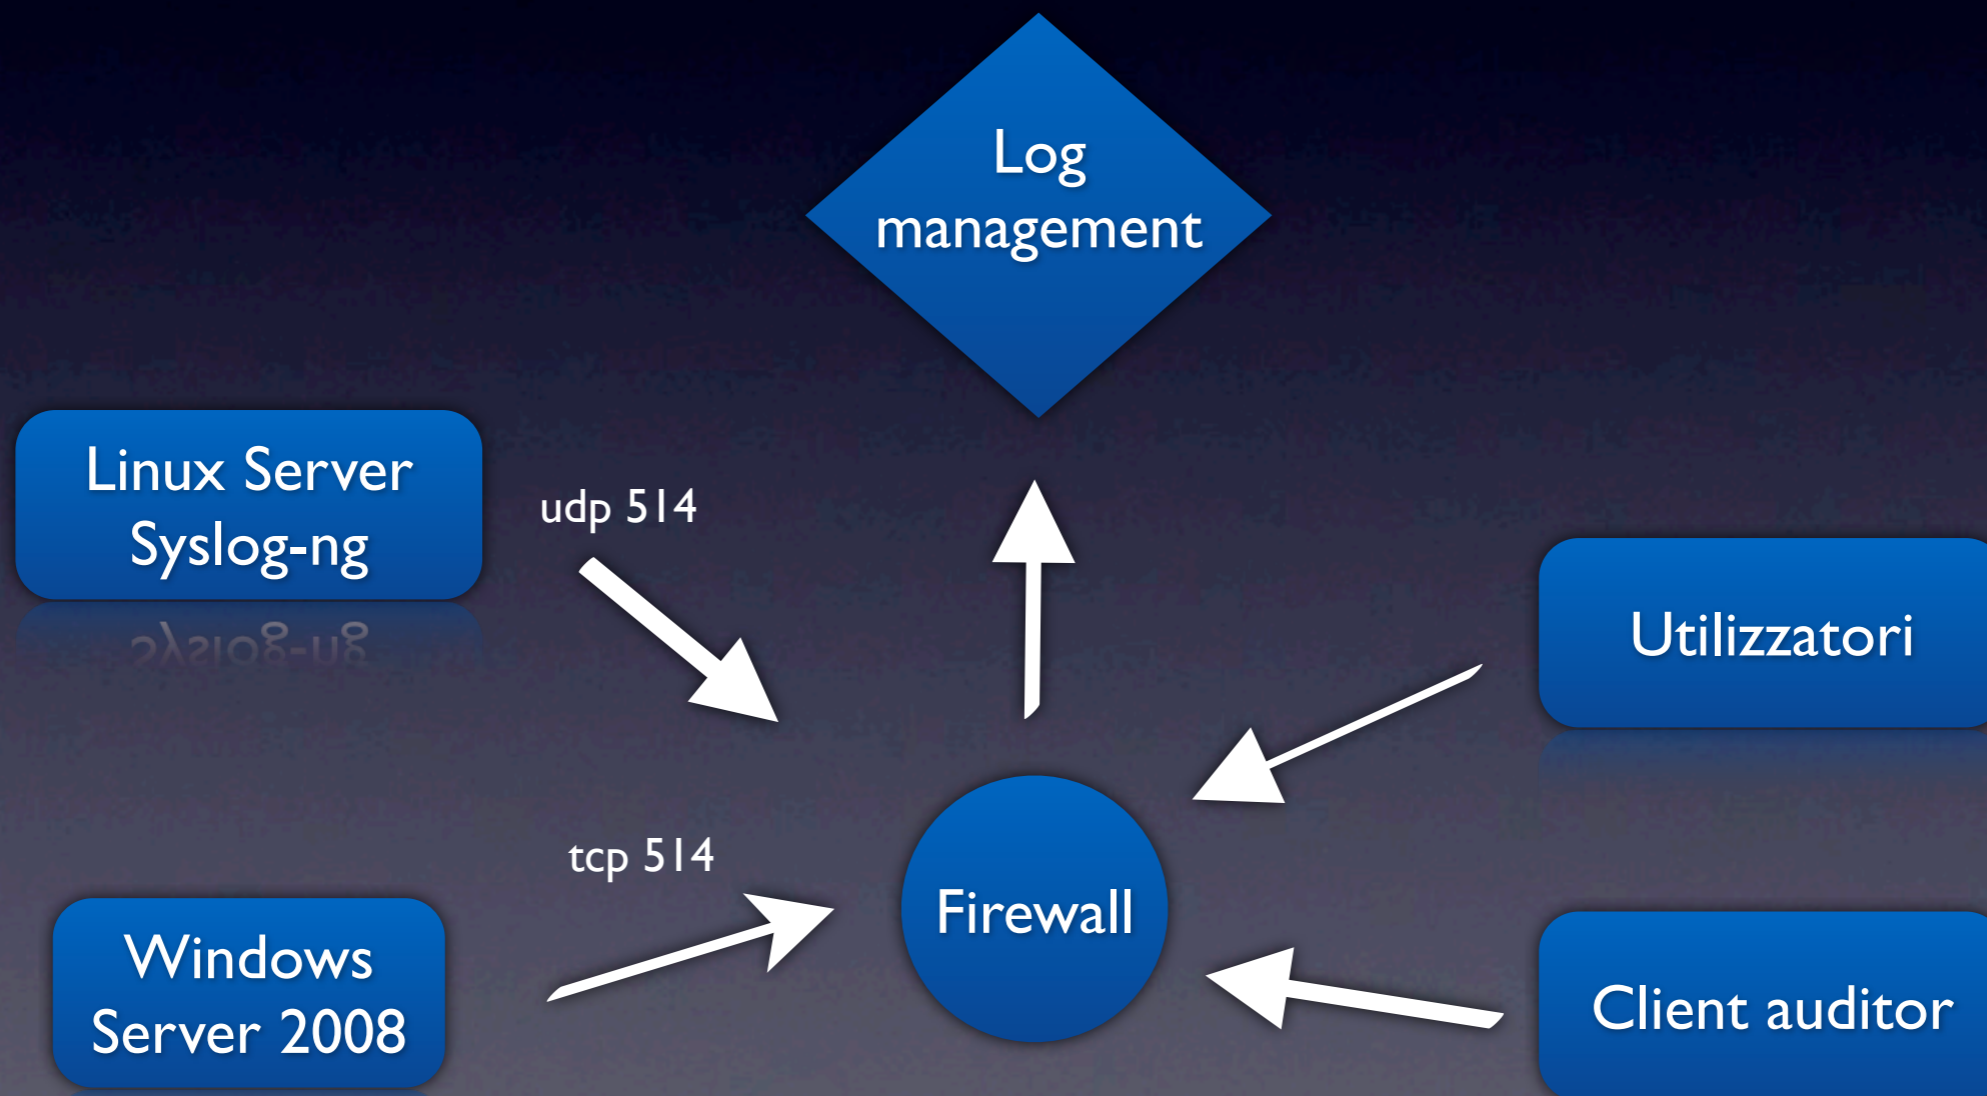 Log
management
Linux Server
Syslog-ng
udp 514
Utilizzatori
tcp 514
Firewall
Windows
Server 2008
Client auditor